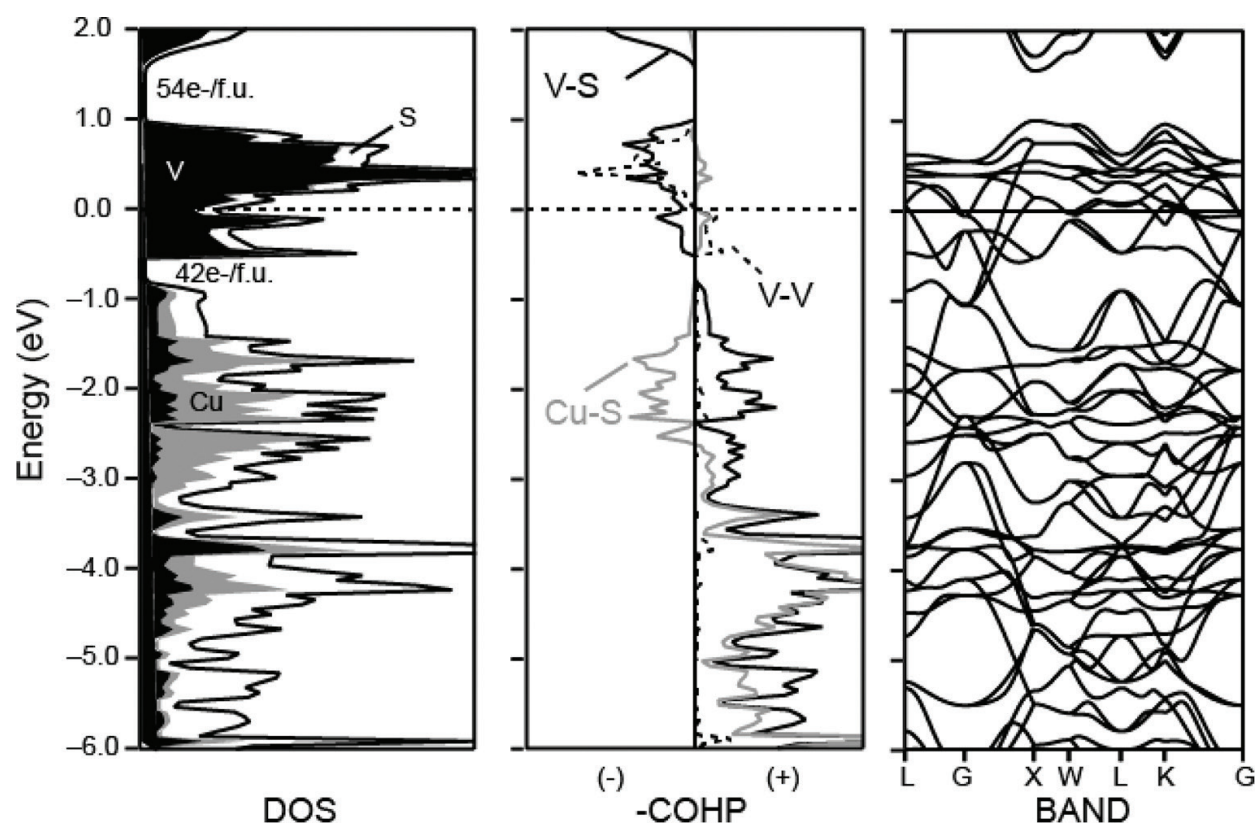 Energy (eV)
2.0
1.0
0.0
–1.0
–2.0
–3.0
–4.0
–5.0
–6.0
54e-/f.u.
S
V
42e-/f.u.
Cu
DOS
V-S
V-V
Cu-S
(-) (+)
-COHP
L G X W L K G
BAND